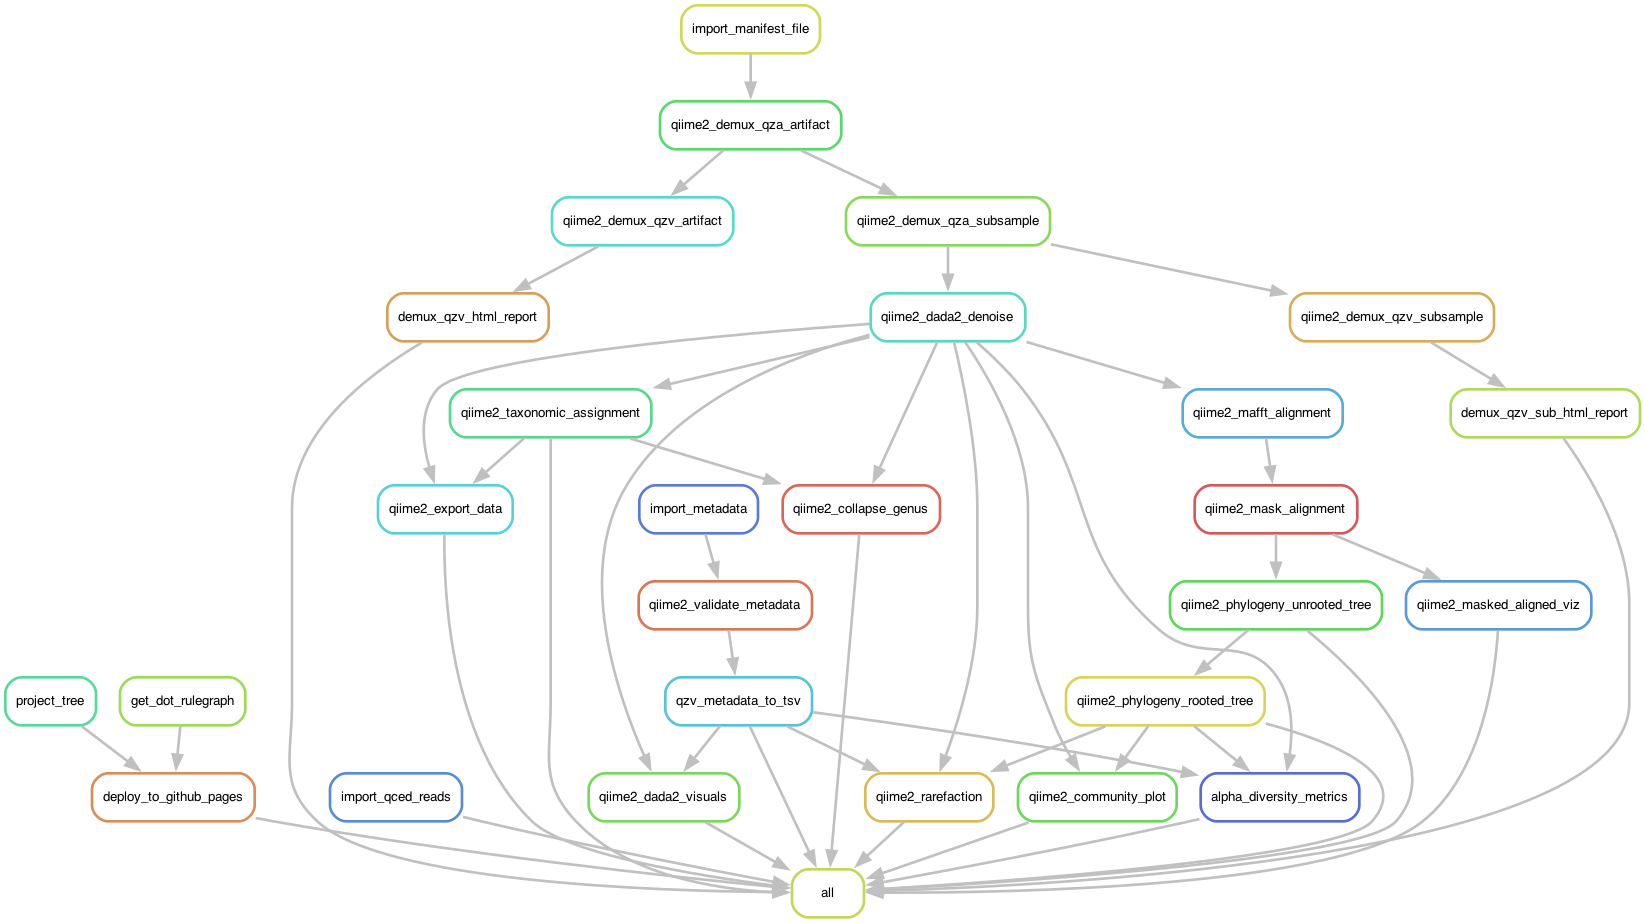 import_manifest_file
qiime2_demux_qza_artifact
qiime2_demux_qzv_artifact
qiime2_demux_qza_subsample
demux_qzv_html_report
qiime2_dada2_denoise
qiime2_demux_qzv_subsample
qiime2_taxonomic_assignment
qiime2_mafft_alignment
demux_qzv_sub_html_report
qiime2_export_data
import_metadata
qiime2_collapse_genus
qiime2_mask_alignment
qiime2_validate_metadata
qiime2_phylogeny_unrooted_tree
qiime2_masked_aligned_viz
project_tree
get_dot_rulegraph
qzv_metadata_to_tsv
qiime2_phylogeny_rooted_tree
deploy_to_github_pages
import_qced_reads
qiime2_dada2_visuals
qiime2_rarefaction
qiime2_community_plot
alpha_diversity_metrics
all